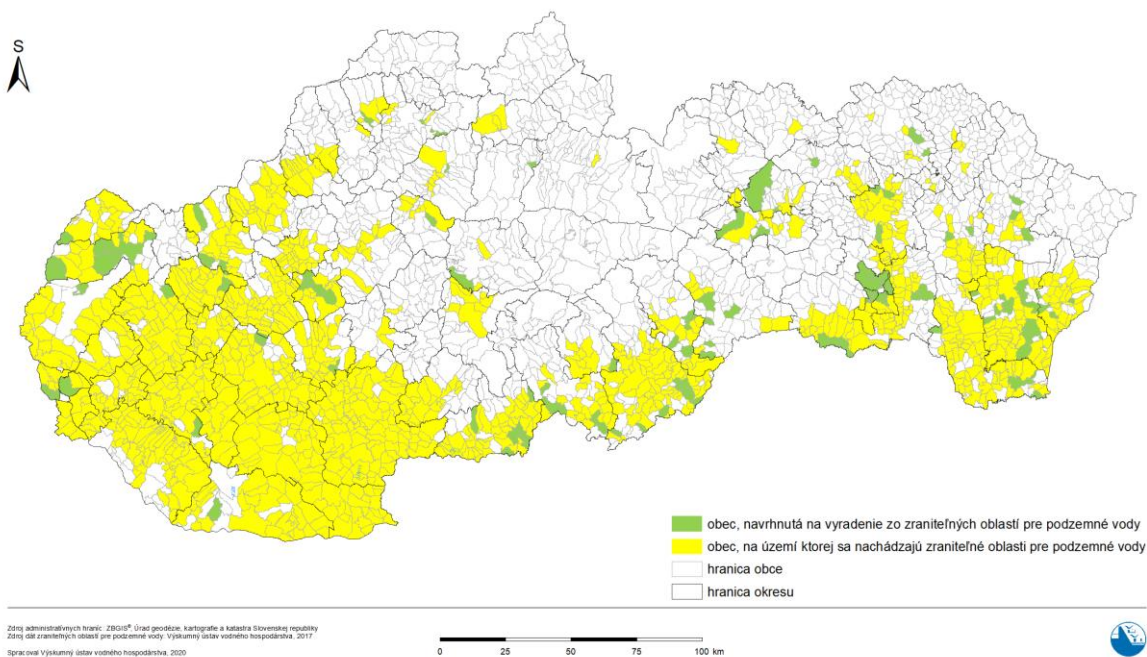 S
obec, navrhnutá na vyradenie zo zraniteľných oblastí pre podzemné vody
obec, na území ktorej sa nachádzajú zraniteľné oblasti pre podzemné vody
hranica obce
hranica okresu
Zdroj administratívnych hraníc: ZBGIS®, Úrad geodézie, kartografie a katastra Slovenskej republiky
Zdroj dát zraniteľných oblastí pre podzemné vody: Výskumný ústav vodného hospodárstva, 2017
Spracoval Výskumný ústav vodného hospodárstva, 2020
0 25 50 75 100 km